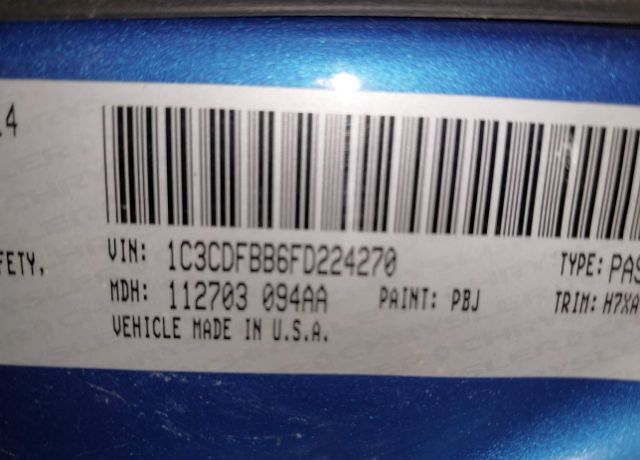 .4
FETY,
VIN: 1C3CDFBB6FD224270 TYPE: PAS
MDH: 112703 094AA PAINT: PBJ TRIM: H7XA
VEHICLE MADE IN U.S.A.